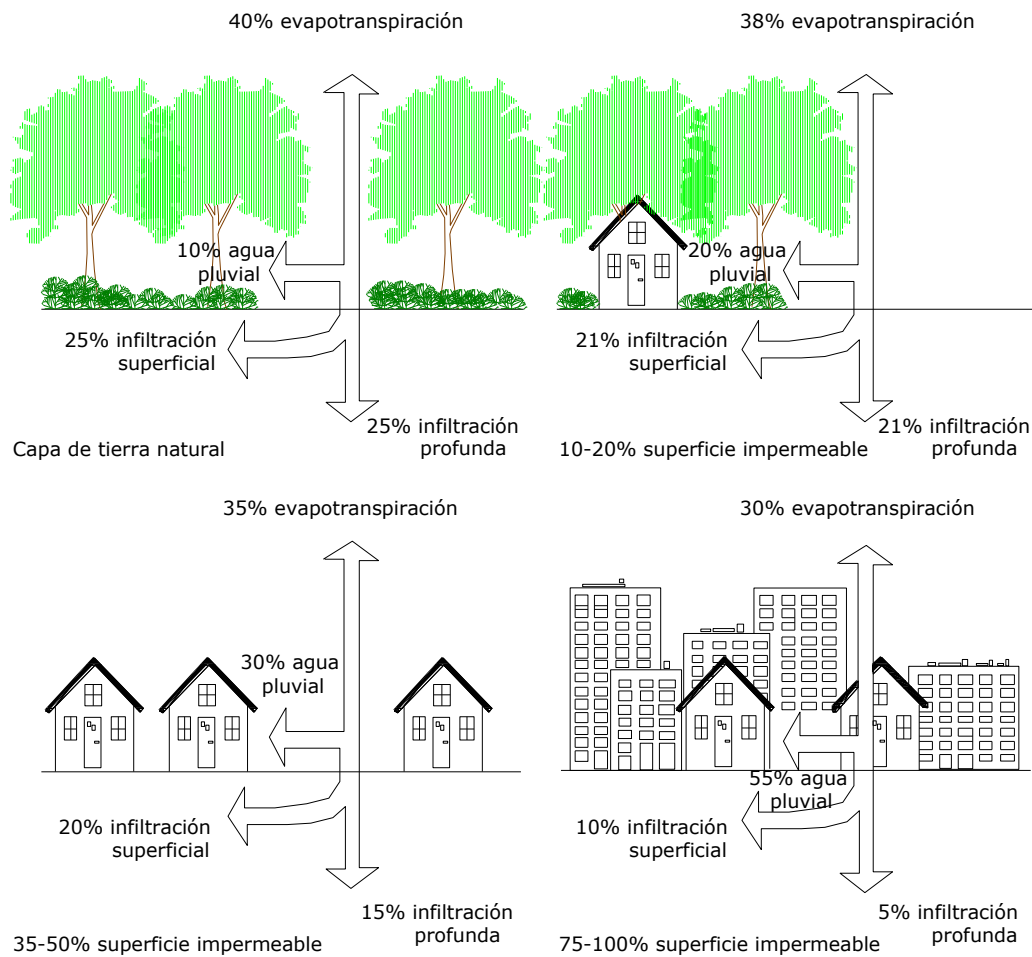 40% evapotranspiración
10% agua
pluvial
25% infiltración
superficial
25% infiltración
profunda
Capa de tierra natural
38% evapotranspiración
20% agua
pluvial
21% infiltración
superficial
21% infiltración
profunda
10-20% superficie impermeable
35% evapotranspiración
30% agua
pluvial
20% infiltración
superficial
15% infiltración
profunda
35-50% superficie impermeable
30% evapotranspiración
55% agua
pluvial
10% infiltración
superficial
5% infiltración
profunda
75-100% superficie impermeable